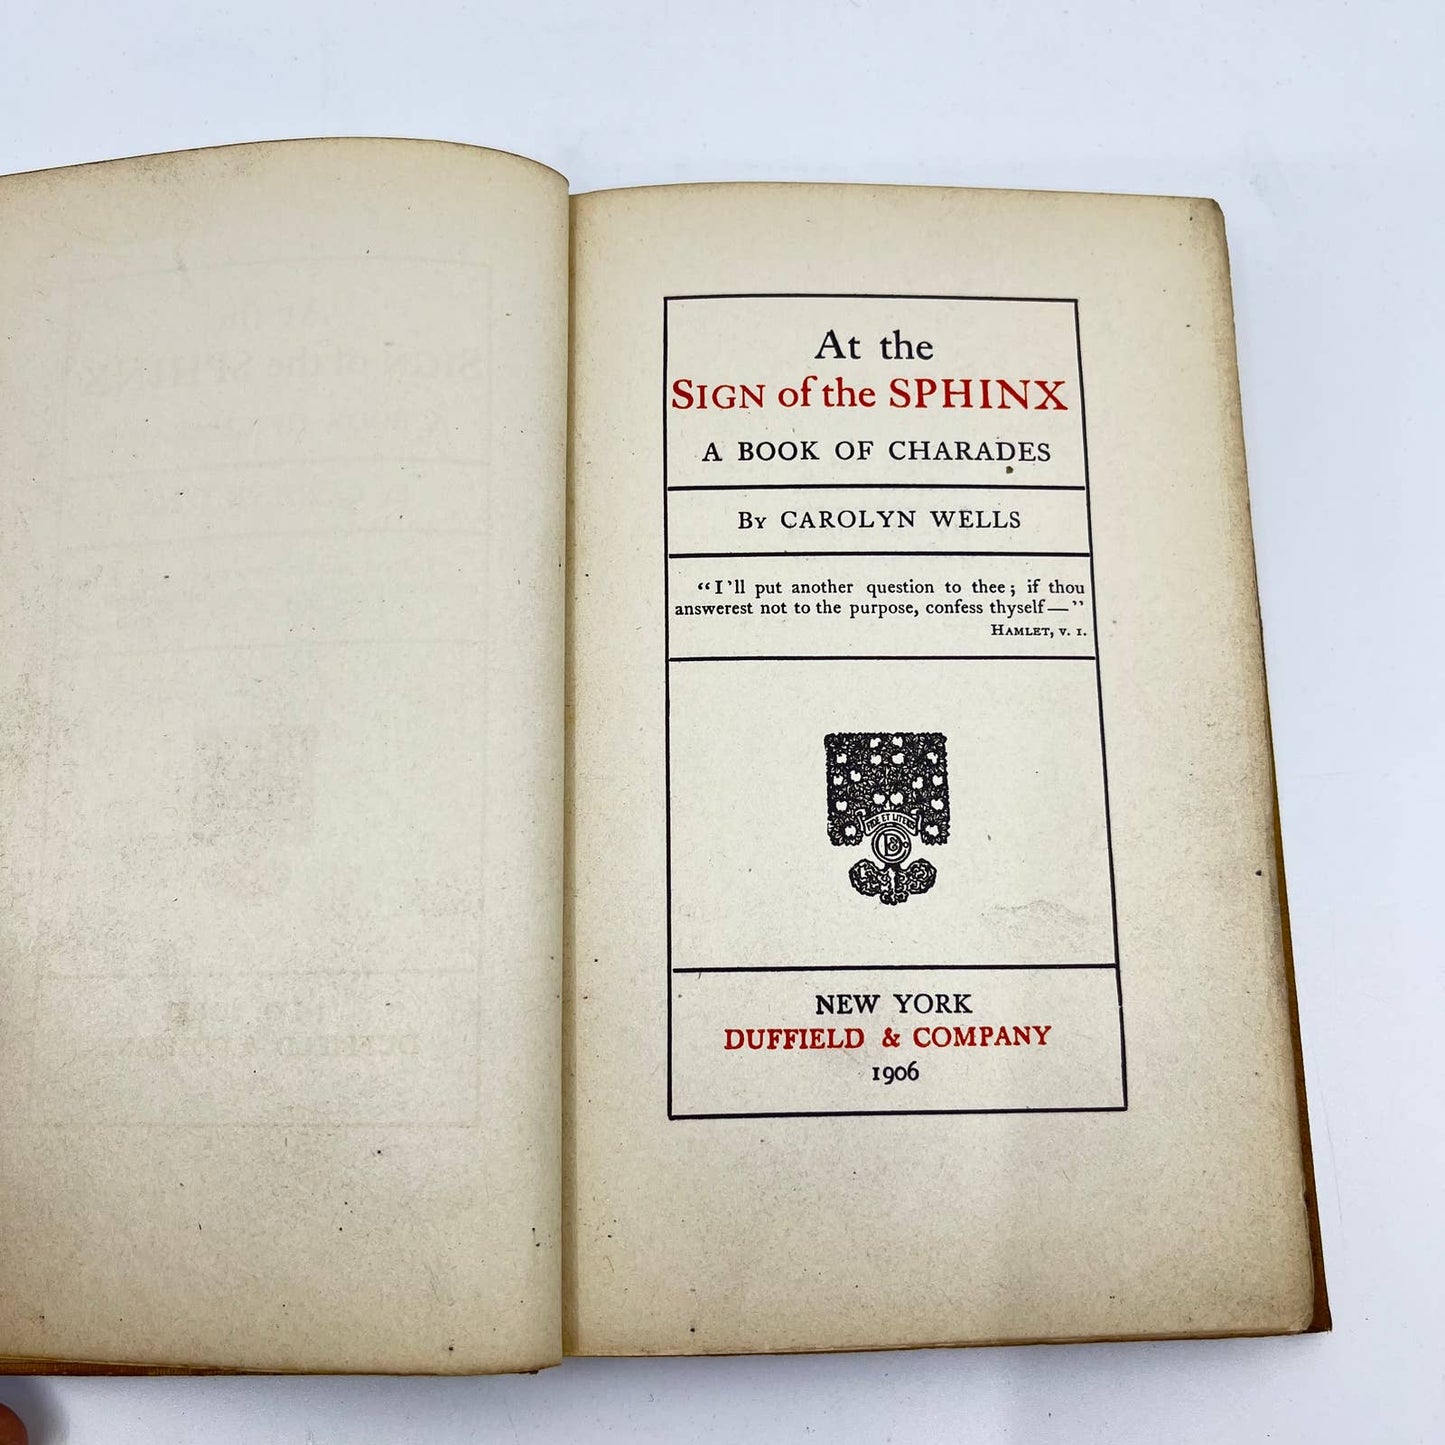 At the
SIGN of the SPHINX
A BOOK OF CHARADES
By CAROLYN WELLS
“I’ll put another question to thee; if thou
answerest not to the purpose, confess thyself—”
HAMLET, V. I.
NEW YORK
DUFFIELD & COMPANY
1906